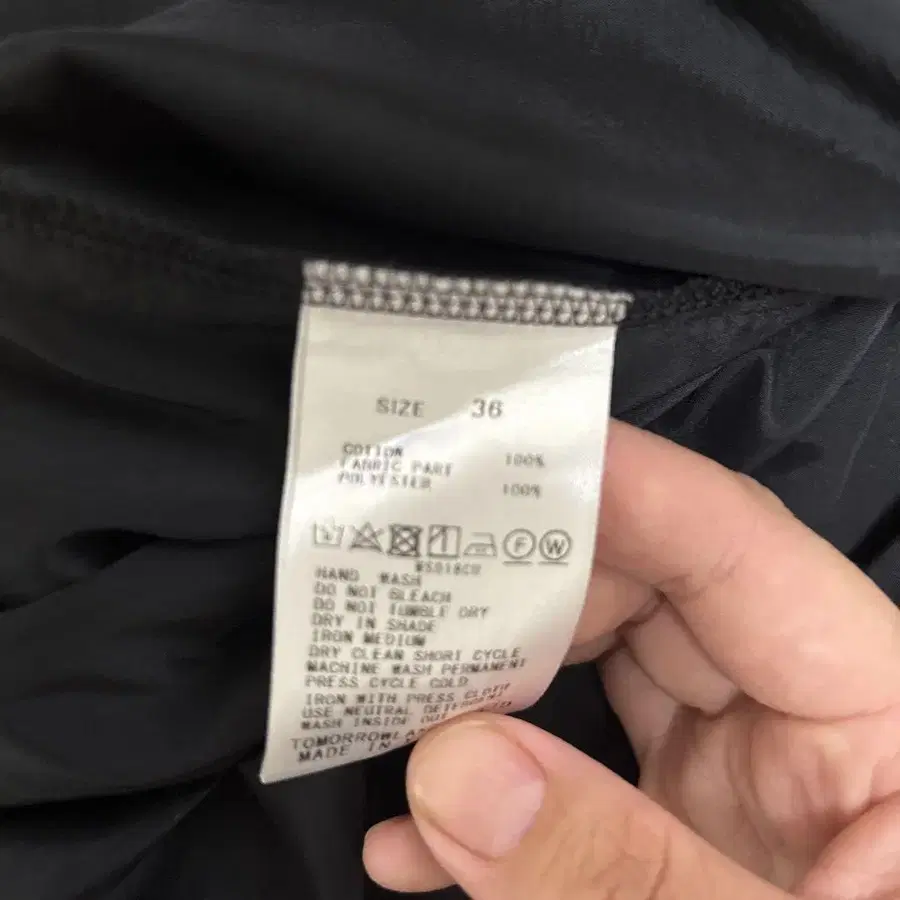 SIZE 36
COTTON 100%
FABRIC PART
POLYESTER 100%
F W
HAND WASH
DO NOT BLEACH
DO NOT TUMBLE DRY
DRY IN SHADE
IRON MEDIUM
DRY CLEAN SHORT CYCLE
MACHINE WASH PERMANENT
PRESS CYCLE COLD
IRON WITH PRESS CLOTH
USE NEUTRAL DETERGENT
WASH INSIDE OUT
TOMORROWLAN
MADE IN